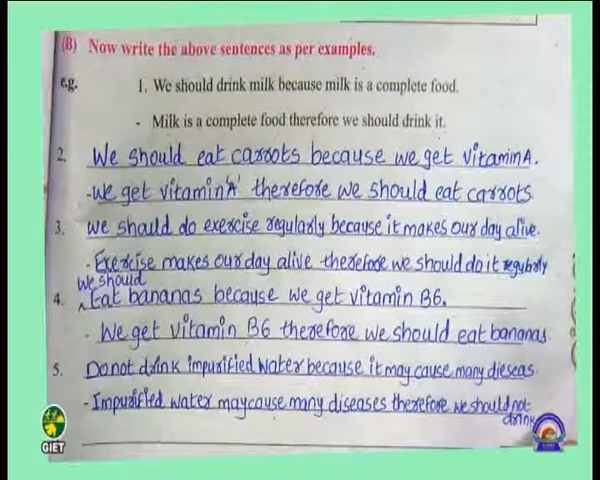 (B) Now write the above sentences as per examples.
e.g. 1. We should drink milk because milk is a complete food.
- Milk is a complete food therefore we should drink it.
2. We should eat carrots because we get vitamin A.
- we get vitamin 'A' therefore we should eat carrots.
3. we should do exercise regularly because it makes our day alive.
- Exercise makes our day alive therefore we should do it regularly
we should
4. ^ Eat bananas because we get vitamin B6.
- We get vitamin B6 therefore we should eat bananas
5. Do not drink impurified water because it may cause many dieseas.
- Impurified water may cause many diseases therefore we should not
drink
GIET